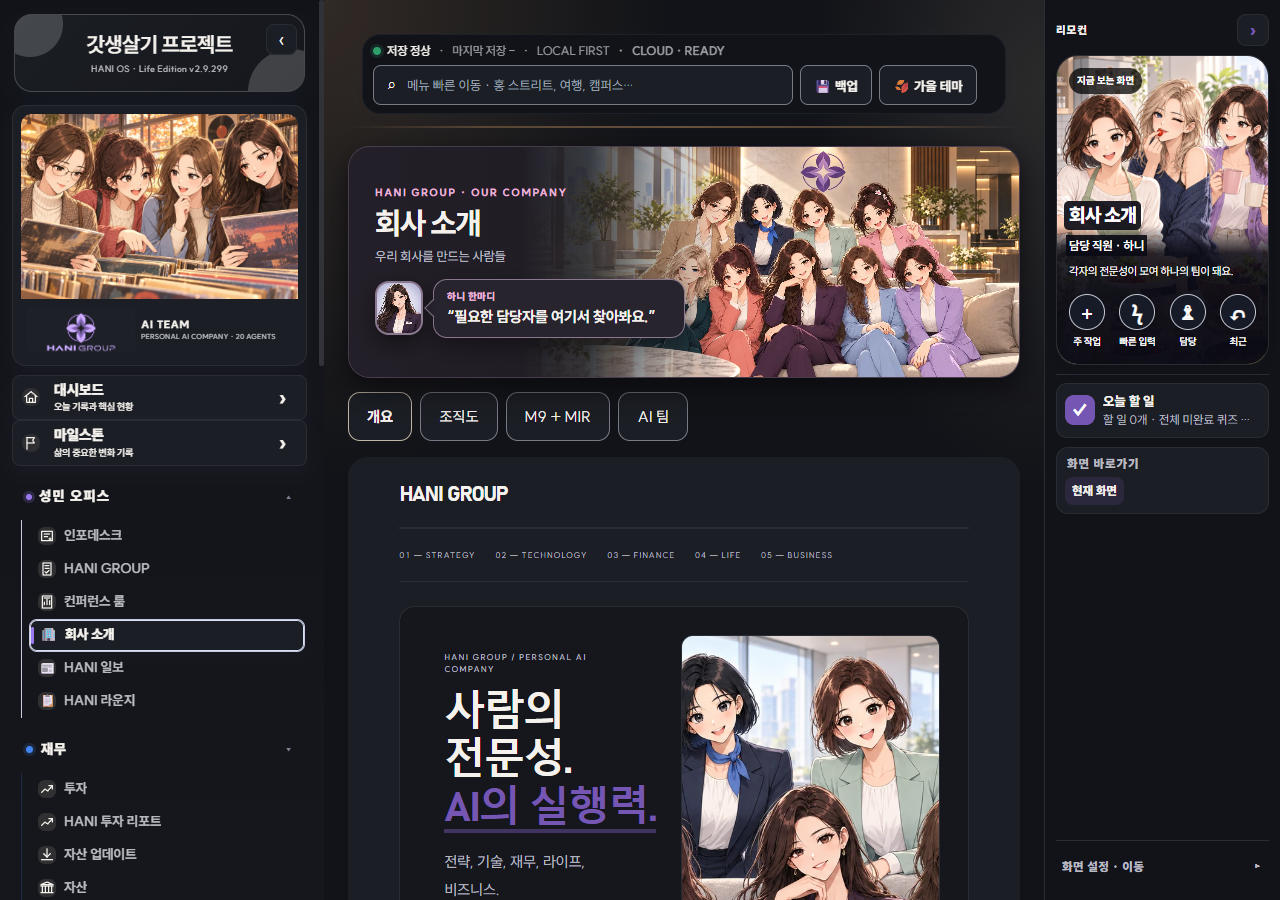 갓생살기 프로젝트
HANI OS · Life Edition v2.9.299
HANI GROUP
AI TEAM
PERSONAL AI COMPANY · 20 AGENTS
대시보드
오늘 기록과 핵심 현황
마일스톤
삶의 중요한 변화 기록
성민 오피스
인포데스크
HANI GROUP
컨퍼런스 룸
회사 소개
HANI 일보
HANI 라운지
재무
투자
HANI 투자 리포트
자산 업데이트
자산
저장 정상 · 마지막 저장 – · LOCAL FIRST · CLOUD · READY
메뉴 빠른 이동 · 홍 스트리트, 여행, 캠퍼스…
백업
가을 테마
HANI GROUP · OUR COMPANY
회사 소개
우리 회사를 만드는 사람들
하니 한마디
“필요한 담당자를 여기서 찾아봐요.”
개요
조직도
M9 + MIR
AI 팀
HANI GROUP
01 — STRATEGY
02 — TECHNOLOGY
03 — FINANCE
04 — LIFE
05 — BUSINESS
HANI GROUP / PERSONAL AI
COMPANY
사람의
전문성.
AI의 실행력.
전략, 기술, 재무, 라이프,
비즈니스.
리모컨
지금 보는 화면
회사 소개
담당 직원 · 하니
각자의 전문성이 모여 하나의 팀이 돼요.
주 작업
빠른 입력
담당
최근
오늘 할 일
할 일 0개 · 전체 미완료 퀴즈 …
화면 바로가기
현재 화면
화면 설정 · 이동